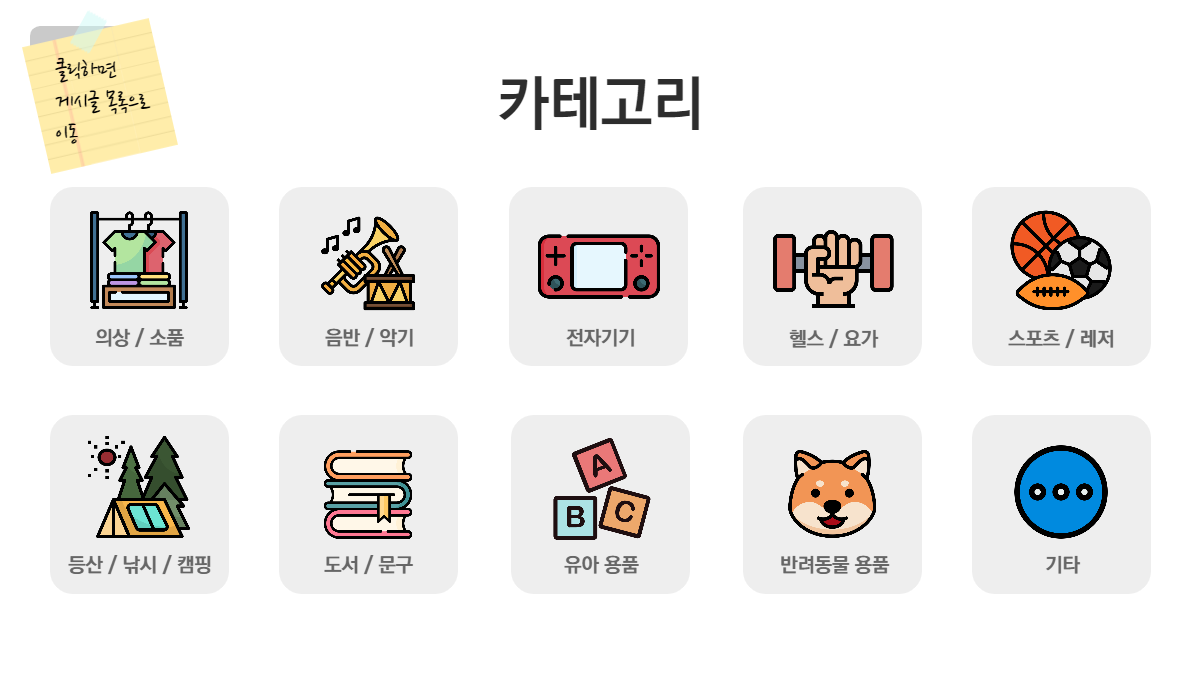 클릭하면
게시글 목록으로
이동
카테고리
의상 / 소품
음반 / 악기
전자기기
헬스 / 요가
스포츠 / 레저
등산 / 낚시 / 캠핑
도서 / 문구
A
B C
유아 용품
반려동물 용품
기타